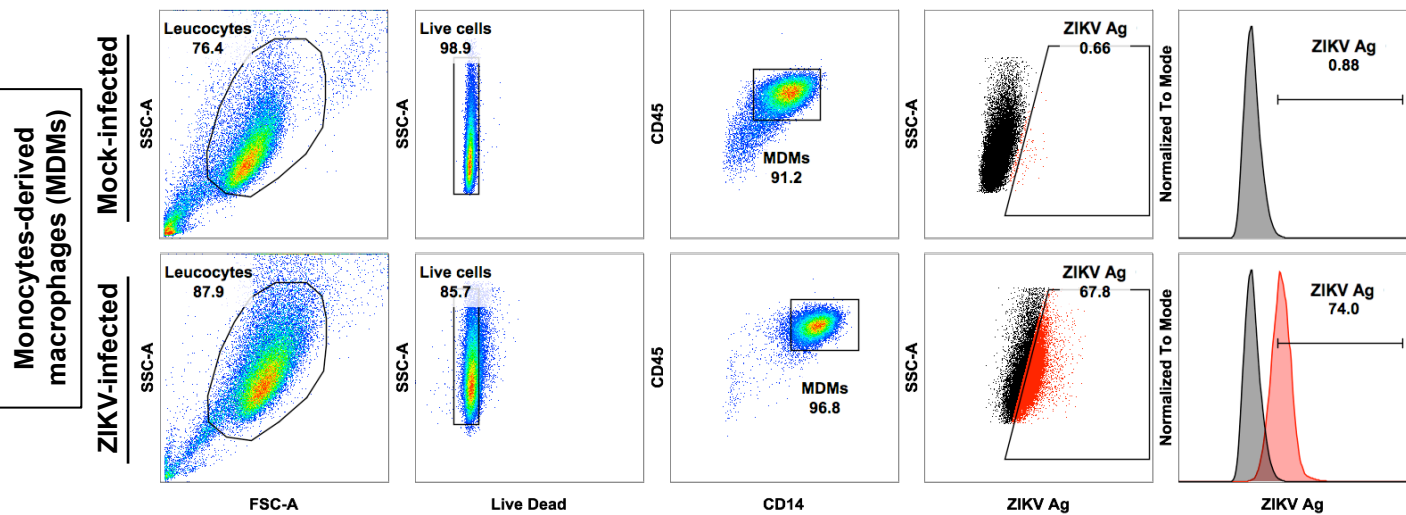 Monocytes-derived
macrophages (MDMs)
Mock-infected
SSC-A
Leucocytes
76.4
SSC-A
Live cells
98.9
CD45
MDMs
91.2
SSC-A
ZIKV Ag
0.66
Normalized To Mode
ZIKV Ag
0.88
ZIKV-infected
SSC-A
Leucocytes
87.9
SSC-A
Live cells
85.7
CD45
MDMs
96.8
SSC-A
ZIKV Ag
67.8
Normalized To Mode
ZIKV Ag
74.0
FSC-A
Live Dead
CD14
ZIKV Ag
ZIKV Ag